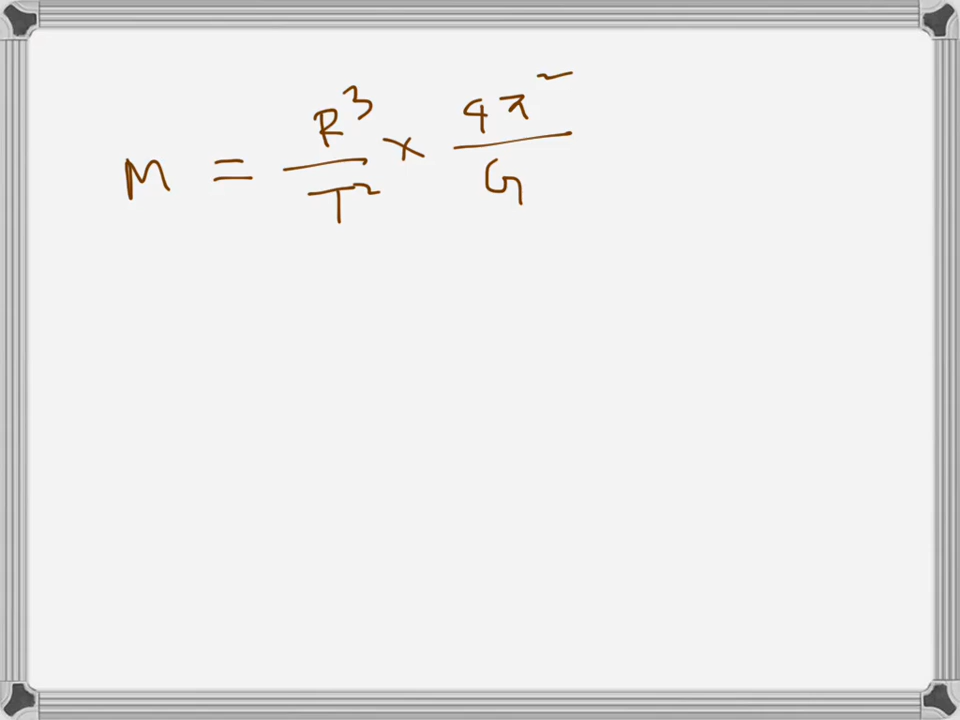 M = R³/T² × 4π²/G